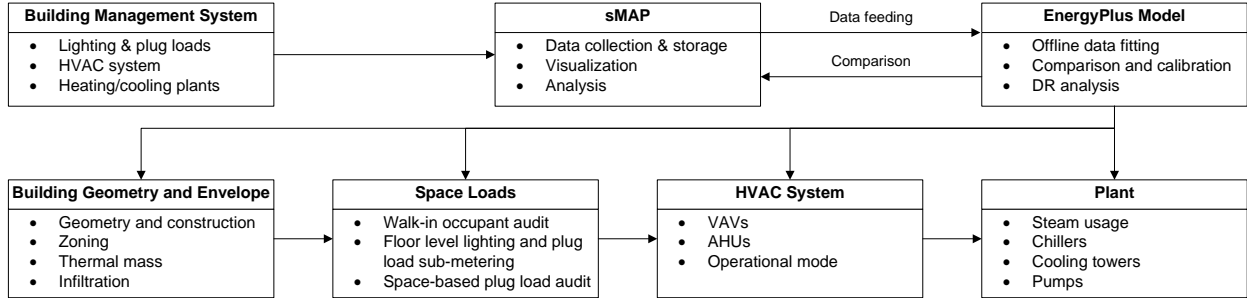 Building Management System
• Lighting & plug loads
• HVAC system
• Heating/cooling plants
sMAP
• Data collection & storage
• Visualization
• Analysis
Data feeding
Comparison
EnergyPlus Model
• Offline data fitting
• Comparison and calibration
• DR analysis
Building Geometry and Envelope
• Geometry and construction
• Zoning
• Thermal mass
• Infiltration
Space Loads
• Walk-in occupant audit
• Floor level lighting and plug
load sub-metering
• Space-based plug load audit
HVAC System
• VAVs
• AHUs
• Operational mode
Plant
• Steam usage
• Chillers
• Cooling towers
• Pumps